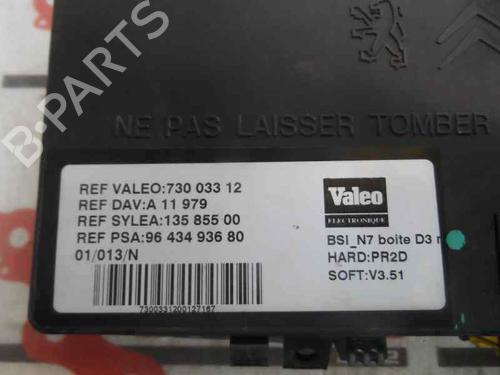 B-PARTS
NE PAS LAISSER TOMBER
REF VALEO:730 033 12
REF DAV:A 11 979
REF SYLEA:135 855 00
REF PSA:96 434 936 80
01/013/N
Valeo
ELECTRONIQUE
BSI_N7 boite D3
HARD:PR2D
SOFT:V3.51
7300331200127167